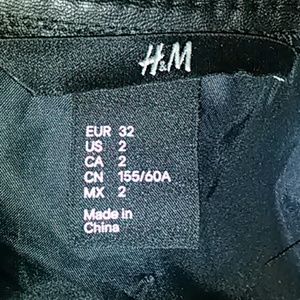 H&M
EUR 32
US 2
CA 2
CN 155/60A
MX 2
Made in
China